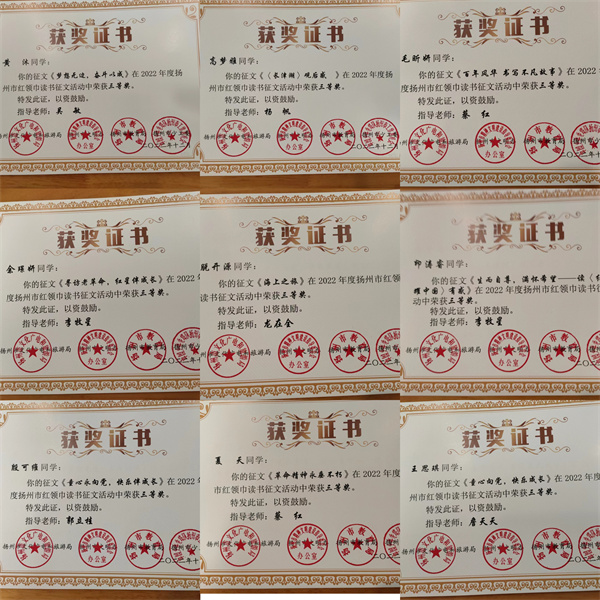 获奖证书
黄 沐同学：
你的征文《梦想无边，奋斗以成》在2022年度扬
州市红领巾读书征文活动中荣获三等奖。
特发此证，以资鼓励。
指导老师：吴 敏
获奖证书
高梦雅同学：
你的征文《〈长津湖〉观后感 》在2022年度扬
州市红领巾读书征文活动中荣获三等奖。
特发此证，以资鼓励。
指导老师：杨 帆
获奖证书
毛昕妍同学：
你的征文《百年风华 书写不凡故事》在2022
年度扬州市红领巾读书征文活动中荣获三等奖。
特发此证，以资鼓励。
指导老师：綦 红
获奖证书
金璟妍同学：
你的征文《寻访老革命，红星伴成长》在2022年
度扬州市红领巾读书征文活动中荣获三等奖。
特发此证，以资鼓励。
指导老师：李牧星
获奖证书
脱开源同学：
你的征文《海上之旅》在2022年度扬州
市红领巾读书征文活动中荣获三等奖。
特发此证，以资鼓励。
指导老师：龙在全
获奖证书
柳涛睿同学：
你的征文《生命自尊，满怀希望——读〈红
耀中国〉有感》在2022年度扬州市红领巾读书征文活
动中荣获三等奖。
特发此证，以资鼓励。
指导老师：李牧星
获奖证书
殷可雅同学：
你的征文《童心永向党，快乐伴成长》在2022年
度扬州市红领巾读书征文活动中荣获三等奖。
特发此证，以资鼓励。
指导老师：郭立桂
获奖证书
夏 天同学：
你的征文《革命精神永垂不朽》在2022年度扬
州市红领巾读书征文活动中荣获三等奖。
特发此证，以资鼓励。
指导老师：綦 红
获奖证书
王思琪同学：
你的征文《童心向党，快乐成长》在2022年度扬
州市红领巾读书征文活动中荣获三等奖。
特发此证，以资鼓励。
指导老师：詹天天